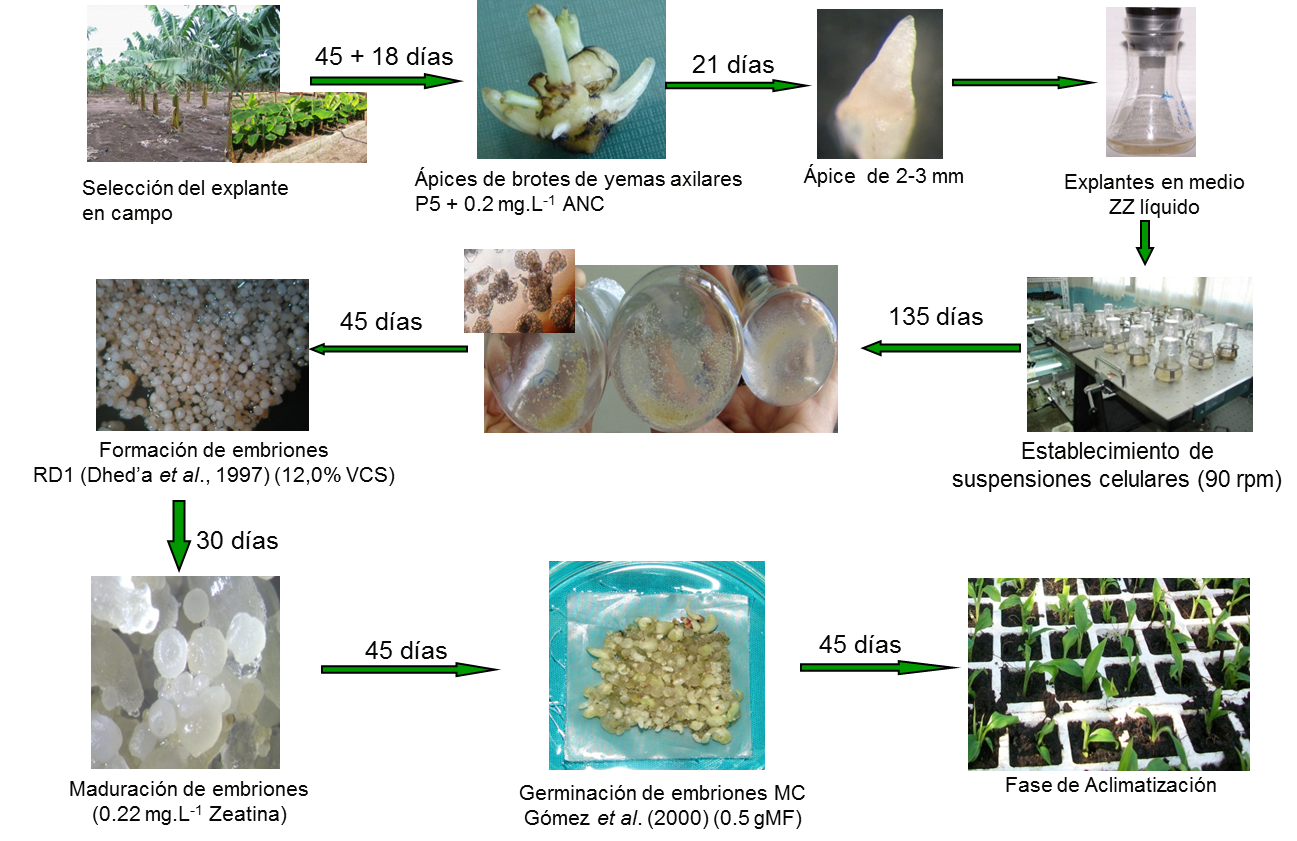 45 + 18 días
21 días
Selección del explante
en campo
Ápices de brotes de yemas axilares
P5 + 0.2 mg.L-1 ANC
Ápice de 2-3 mm
Explantes en medio
ZZ líquido
45 días
135 días
Formación de embriones
RD1 (Dhed’a et al., 1997) (12,0% VCS)
Establecimiento de
suspensiones celulares (90 rpm)
30 días
45 días
45 días
Maduración de embriones
(0.22 mg.L-1 Zeatina)
Germinación de embriones MC
Gómez et al. (2000) (0.5 gMF)
Fase de Aclimatización